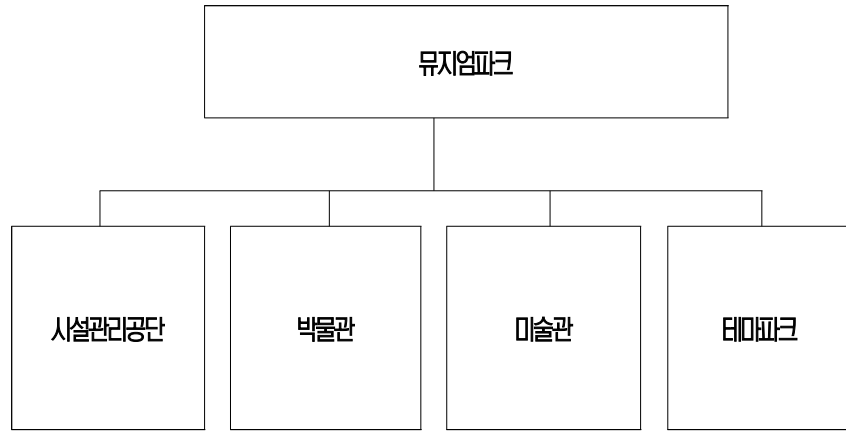 뮤지엄파크
시설관리공단
박물관
미술관
테마파크